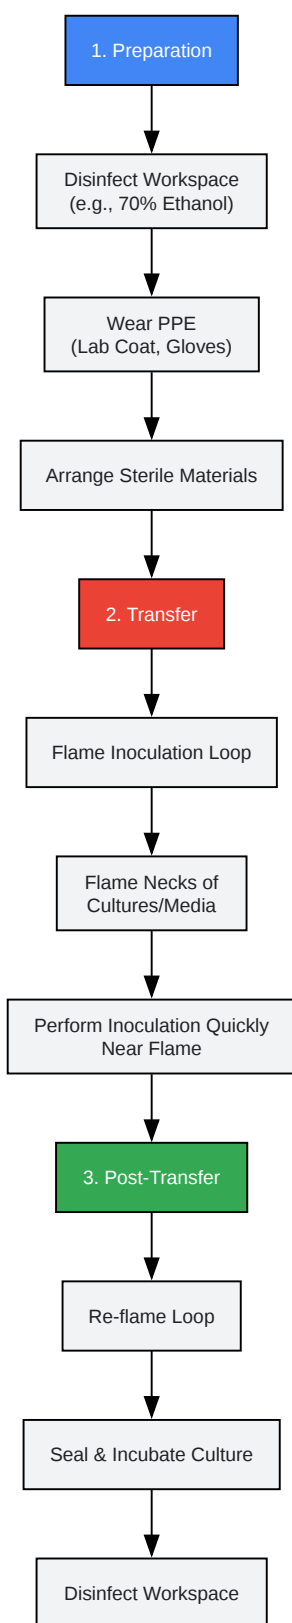 1. Preparation
Disinfect Workspace
(e.g., 70% Ethanol)
Wear PPE
(Lab Coat, Gloves)
Arrange Sterile Materials
2. Transfer
Flame Inoculation Loop
Flame Necks of
Cultures/Media
Perform Inoculation Quickly
Near Flame
3. Post-Transfer
Re-flame Loop
Seal & Incubate Culture
Disinfect Workspace